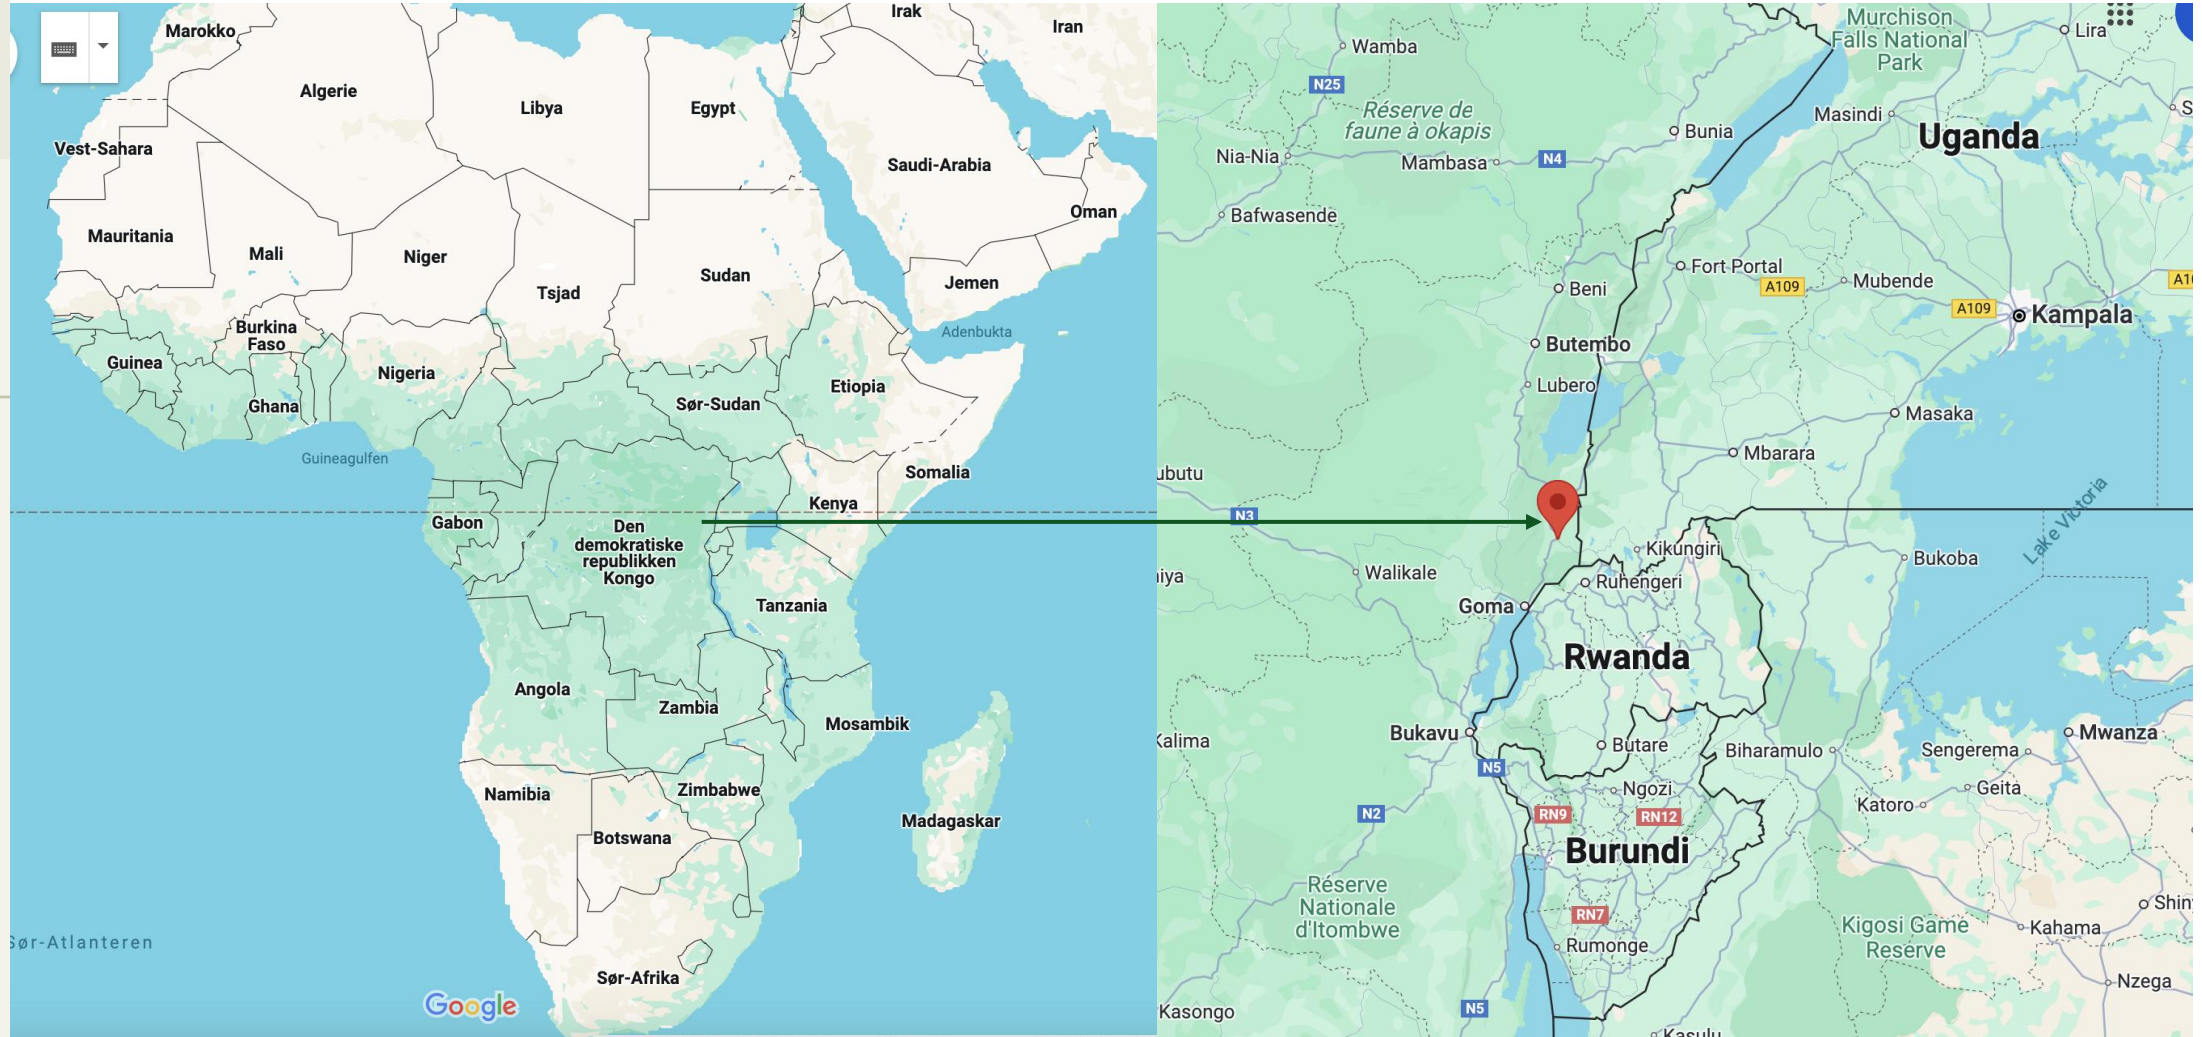 Marokko
Irak
Iran
Algerie
Libya
Egypt
Vest-Sahara
Saudi-Arabia
Oman
Mauritania
Mali
Niger
Tsjad
Sudan
Jemen
Burkina
Faso
Adenbukta
Guinea
Nigeria
Etiopia
Ghana
Sør-Sudan
Guineagulfen
Somalia
Kenya
Gabon
Den
demokratiske
republikken
Kongo
Tanzania
Angola
Zambia
Mosambik
Namibia
Zimbabwe
Madagaskar
Botswana
Sør-Atlanteren
Sør-Afrika
Google
Murchison
Falls National
Park
Lira
Wamba
N25
Réserve de
faune à okapis
Masindi
S
Bunia
Uganda
Nia-Nia
Mambasa
N4
Bafwasende
Fort Portal
A109
Mubende
A10
Beni
A109
Kampala
Butembo
Lubero
Masaka
Mbarara
ubutu
N3
Lake Victoria
Kikungiri
Bukoba
iya
Walikale
Ruhengeri
Goma
Rwanda
Bukavu
Kalima
Butare
Biharamulo
Sengerema
Mwanza
N5
Ngozi
Geita
Katoro
N2
RN9
RN12
Burundi
Réserve
Nationale
d'Itombwe
RN7
Kigosi Game
Reserve
Shin
Kahama
Rumonge
Nzega
N5
Kasongo
Kasulu